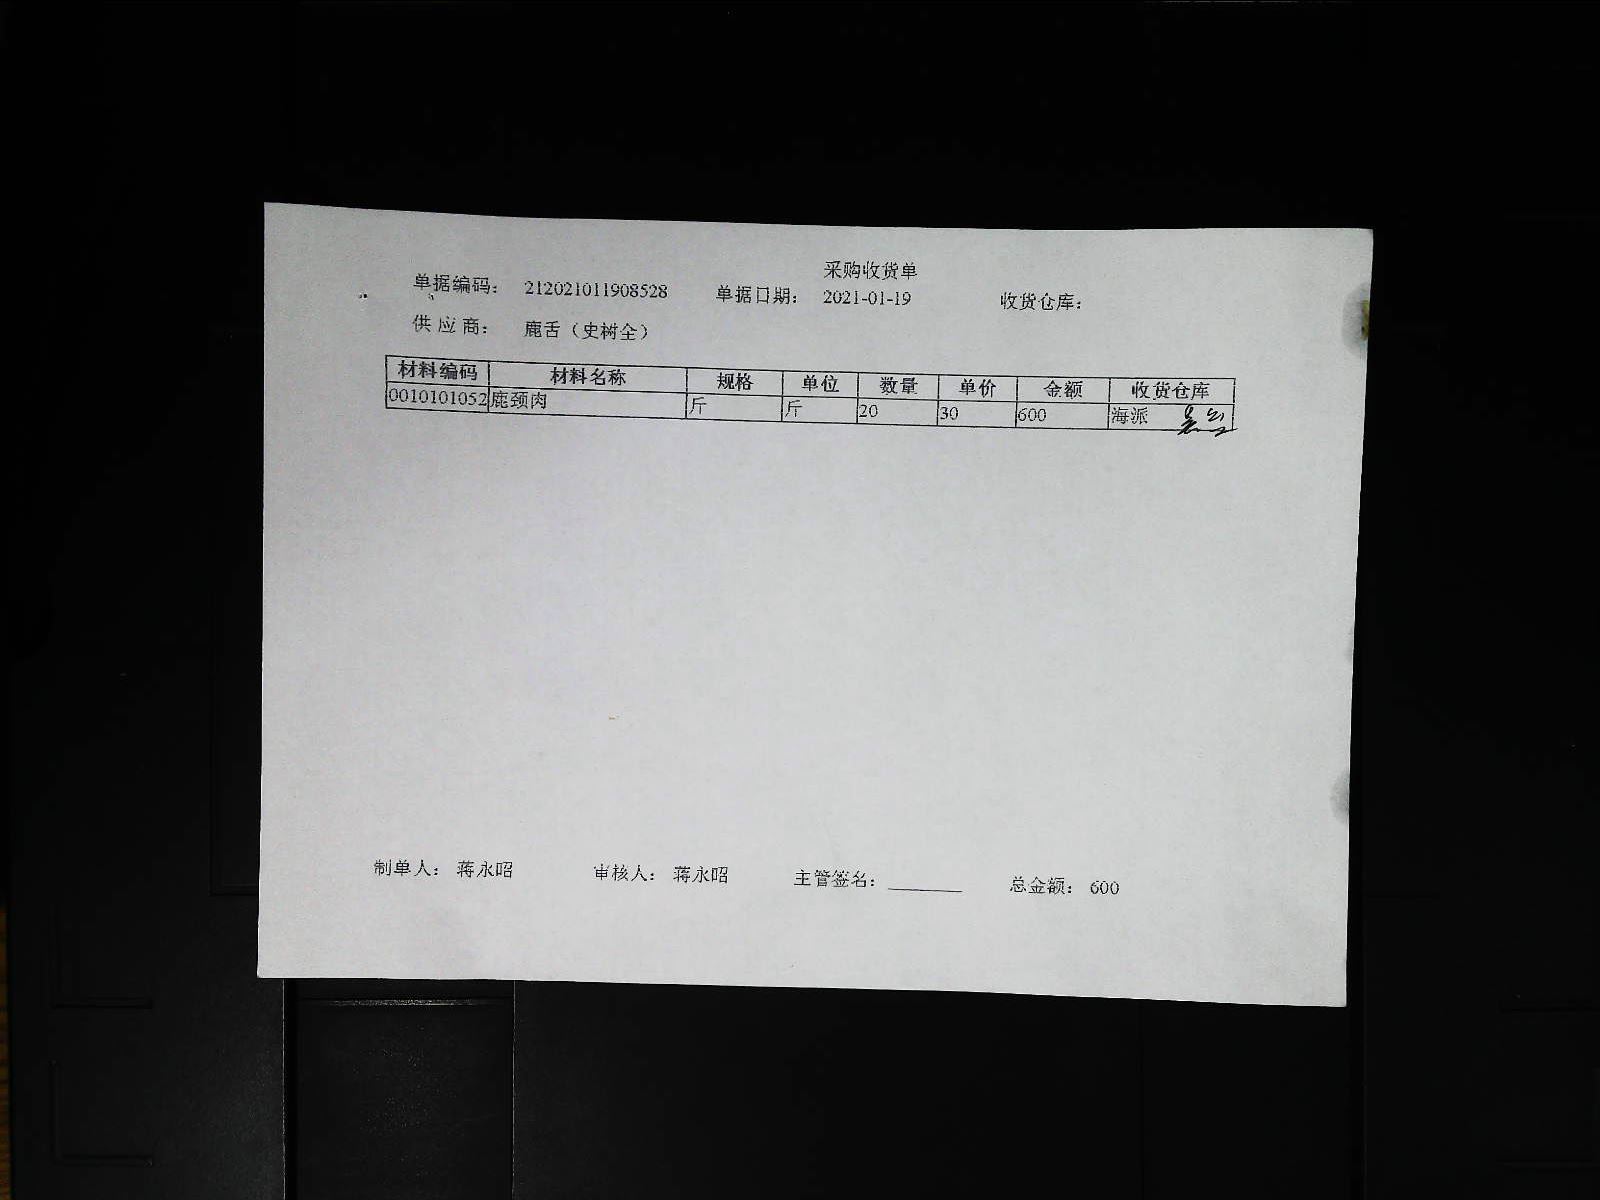 采购收货单
单据编码： 212021011908528 单据日期： 2021-01-19 收货仓库：
供 应 商： 鹿舌（史树全）
材料编码 材料名称 规格 单位 数量 单价 金额 收货仓库
0010101052 鹿颈肉 斤 斤 20 30 600 海派
制单人： 蒋永昭 审核人： 蒋永昭 主管签名：________ 总金额： 600